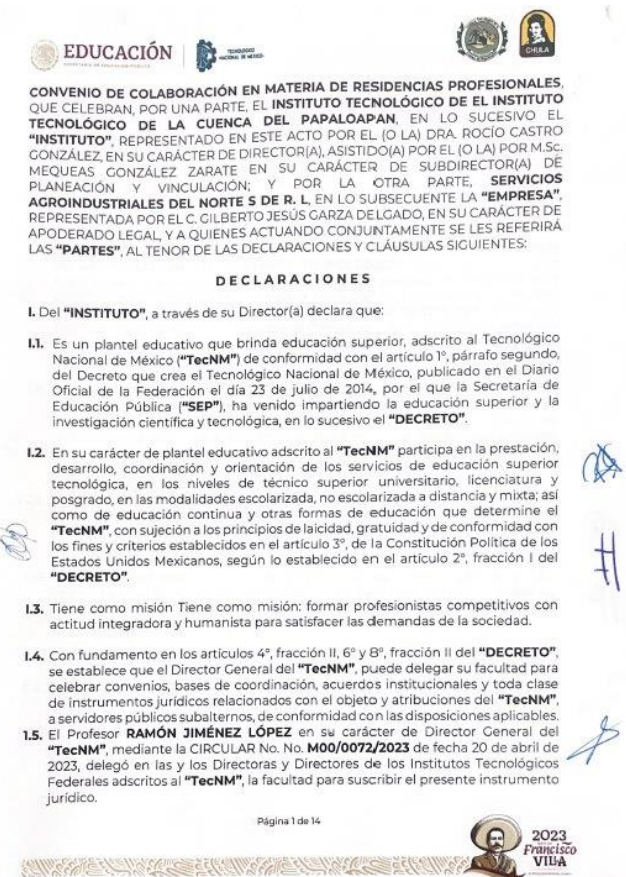 EDUCACIÓN
SECRETARÍA DE EDUCACIÓN PÚBLICA
TECNOLÓGICO
NACIONAL DE MÉXICO
CHULA
CONVENIO DE COLABORACIÓN EN MATERIA DE RESIDENCIAS PROFESIONALES,
QUE CELEBRAN, POR UNA PARTE, EL INSTITUTO TECNOLÓGICO DE EL INSTITUTO
TECNOLÓGICO DE LA CUENCA DEL PAPALOAPAN, EN LO SUCESIVO EL
“INSTITUTO”, REPRESENTADO EN ESTE ACTO POR EL (O LA) DRA. ROCÍO CASTRO
GONZÁLEZ, EN SU CARÁCTER DE DIRECTOR(A), ASISTIDO(A) POR EL (O LA) POR M.Sc.
MEQUEAS GONZÁLEZ ZARATE EN SU CARÁCTER DE SUBDIRECTOR(A) DE
PLANEACIÓN Y VINCULACIÓN; Y POR LA OTRA PARTE, SERVICIOS
AGROINDUSTRIALES DEL NORTE S DE R. L, EN LO SUBSECUENTE LA “EMPRESA”,
REPRESENTADA POR EL C. GILBERTO JESÚS GARZA DELGADO, EN SU CARÁCTER DE
APODERADO LEGAL, Y A QUIENES ACTUANDO CONJUNTAMENTE SE LES REFERIRÁ
LAS “PARTES”, AL TENOR DE LAS DECLARACIONES Y CLÁUSULAS SIGUIENTES:
DECLARACIONES
I. Del “INSTITUTO”, a través de su Director(a) declara que:
I.1. Es un plantel educativo que brinda educación superior, adscrito al Tecnológico
Nacional de México (“TecNM”) de conformidad con el artículo 1°, párrafo segundo,
del Decreto que crea el Tecnológico Nacional de México, publicado en el Diario
Oficial de la Federación el día 23 de julio de 2014, por el que la Secretaría de
Educación Pública (“SEP”), ha venido impartiendo la educación superior y la
investigación científica y tecnológica, en lo sucesivo el “DECRETO”.
I.2. En su carácter de plantel educativo adscrito al “TecNM” participa en la prestación,
desarrollo, coordinación y orientación de los servicios de educación superior
tecnológica, en los niveles de técnico superior universitario, licenciatura y
posgrado, en las modalidades escolarizada, no escolarizada a distancia y mixta; así
como de educación continua y otras formas de educación que determine el
“TecNM”, con sujeción a los principios de laicidad, gratuidad y de conformidad con
los fines y criterios establecidos en el artículo 3°, de la Constitución Política de los
Estados Unidos Mexicanos, según lo establecido en el artículo 2°, fracción I del
“DECRETO”.
I.3. Tiene como misión Tiene como misión: formar profesionistas competitivos con
actitud integradora y humanista para satisfacer las demandas de la sociedad.
I.4. Con fundamento en los artículos 4°, fracción II, 6° y 8°, fracción II del “DECRETO”,
se establece que el Director General del “TecNM”, puede delegar su facultad para
celebrar convenios, bases de coordinación, acuerdos institucionales y toda clase
de instrumentos jurídicos relacionados con el objeto y atribuciones del “TecNM”,
a servidores públicos subalternos, de conformidad con las disposiciones aplicables.
1.5. El Profesor RAMÓN JIMÉNEZ LÓPEZ en su carácter de Director General del
“TecNM”, mediante la CIRCULAR No. No. M00/0072/2023 de fecha 20 de abril de
2023, delegó en las y los Directoras y Directores de los Institutos Tecnológicos
Federales adscritos al “TecNM”, la facultad para suscribir el presente instrumento
jurídico.
Página 1 de 14
2023
Francisco
VILLA